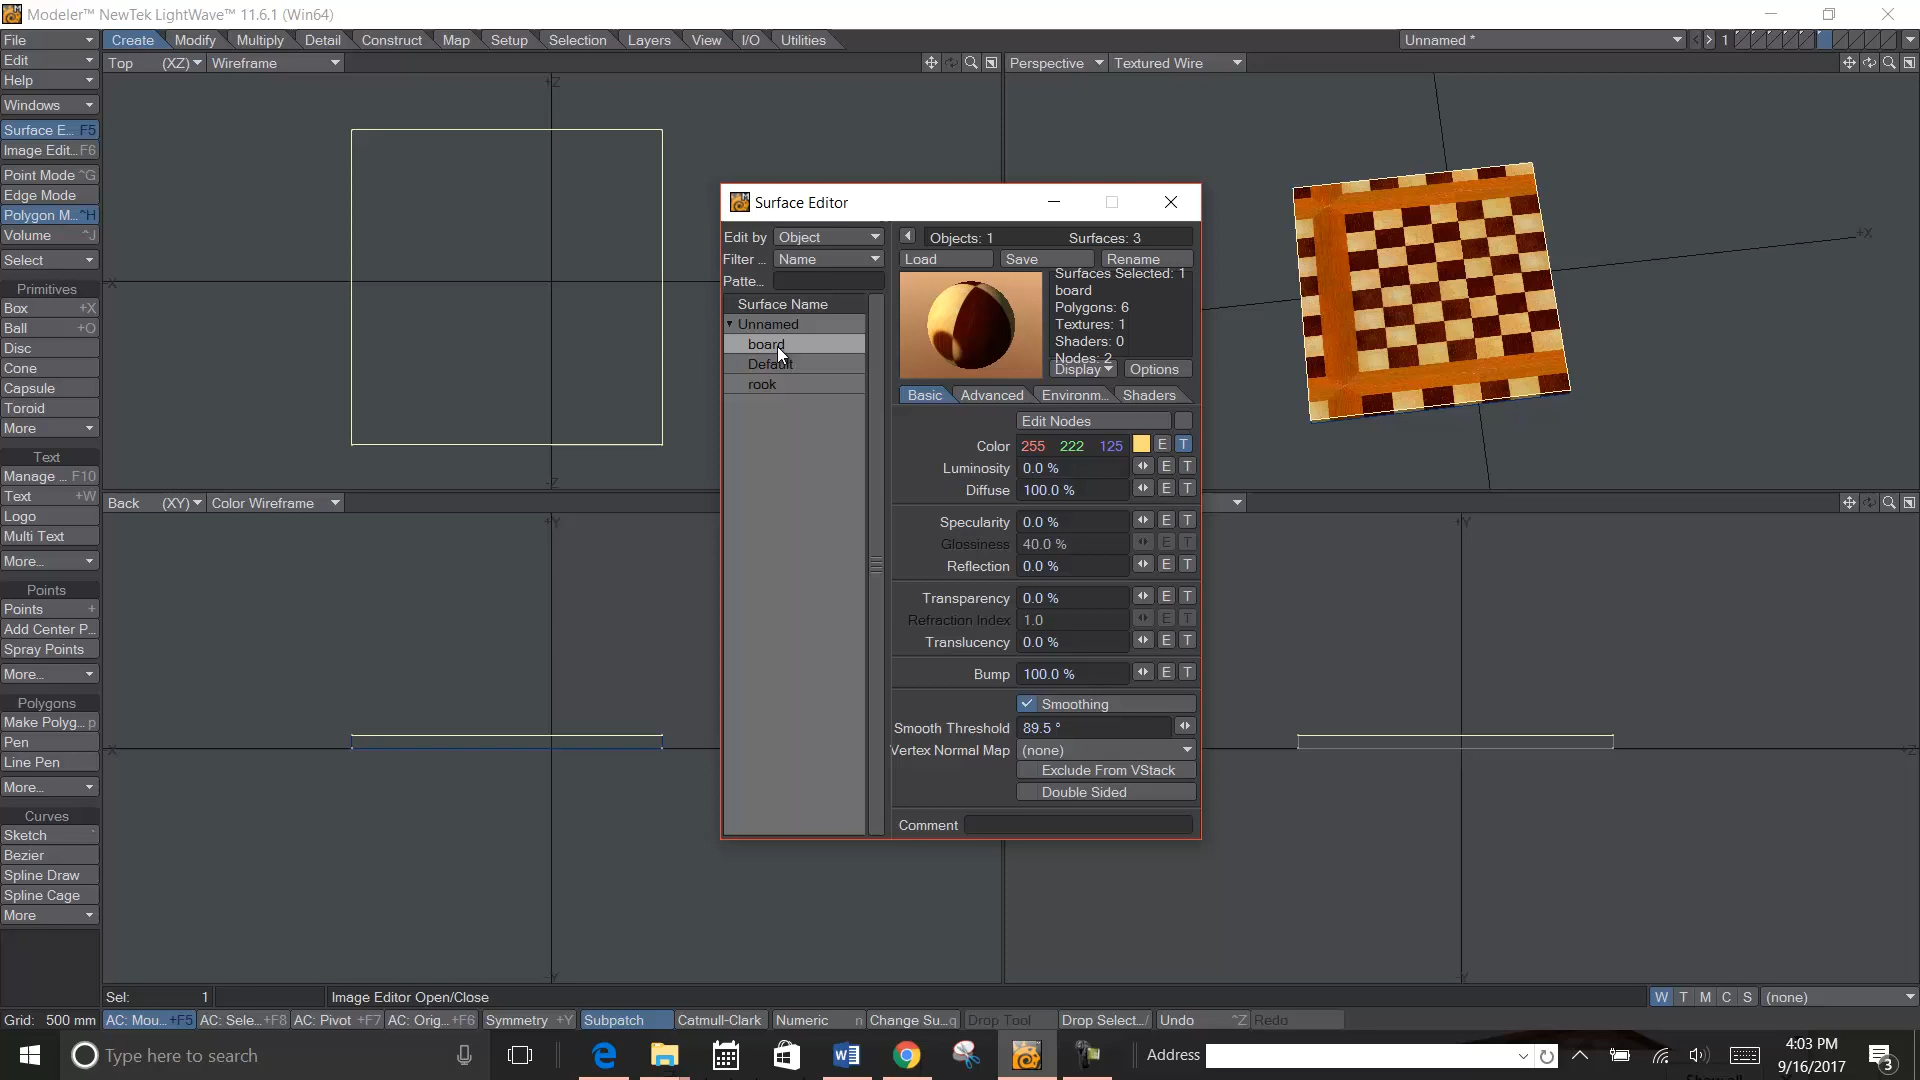 Modeler™ NewTek LightWave™ 11.6.1 (Win64)
File Create Modify Multiply Detail Construct Map Setup Selection Layers View I/O Utilities Unnamed * < > 1
Edit
Top (XZ) Wireframe Perspective Textured Wire
Help
Windows
Surface E... F5
Image Edit... F6
Point Mode ^G
Edge Mode
Polygon M... ^H
Volume ^J
Select
Primitives
Box +X
Ball +O
Disc
Cone
Capsule
Toroid
More
Text
Manage ... F10
Text +W
Logo
Multi Text
More...
Points
Points +
Add Center P...
Spray Points
More...
Polygons
Make Polyg... p
Pen
Line Pen
More...
Curves
Sketch `
Bezier
Spline Draw
Spline Cage
More
+Z
-X
-Z
+X
Back (XY) Color Wireframe
+Y
-X
-Y
+Y
+Z
-Y
Surface Editor
Edit by Object
Filter ... Name
Patte...
Surface Name
Unnamed
board
Default
rook
Objects: 1 Surfaces: 3
Load Save Rename
Surfaces Selected: 1
board
Polygons: 6
Textures: 1
Shaders: 0
Nodes: 2
Display Options
Basic Advanced Environm... Shaders
Edit Nodes
Color 255 222 125 E T
Luminosity 0.0 % E T
Diffuse 100.0 % E T
Specularity 0.0 % E T
Glossiness 40.0 % E T
Reflection 0.0 % E T
Transparency 0.0 % E T
Refraction Index 1.0 E T
Translucency 0.0 % E T
Bump 100.0 % E T
Smoothing
Smooth Threshold 89.5 °
Vertex Normal Map (none)
Exclude From VStack
Double Sided
Comment
Sel: 1 Image Editor Open/Close W T M C S (none)
Grid: 500 mm AC: Mou... +F5 AC: Sele... +F8 AC: Pivot +F7 AC: Orig... +F6 Symmetry +Y Subpatch Catmull-Clark Numeric n Change Su... q Drop Tool Drop Select... / Undo ^Z Redo
Type here to search Address 4:03 PM
9/16/2017 3